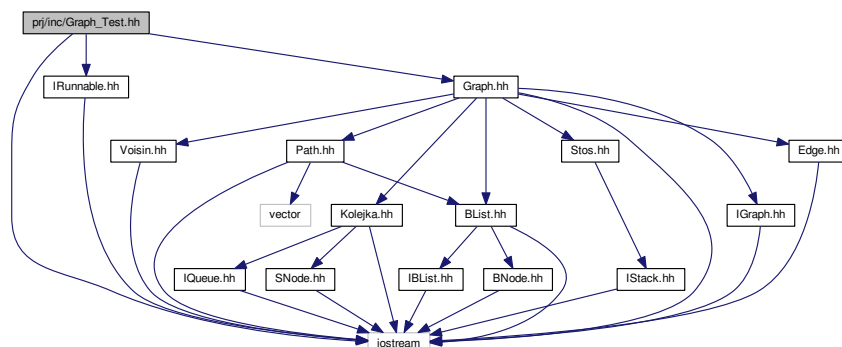 prj/inc/Graph_Test.hh
IRunnable.hh
Graph.hh
Voisin.hh
Path.hh
Stos.hh
Edge.hh
vector
Kolejka.hh
BList.hh
IGraph.hh
IQueue.hh
SNode.hh
IBList.hh
BNode.hh
IStack.hh
iostream